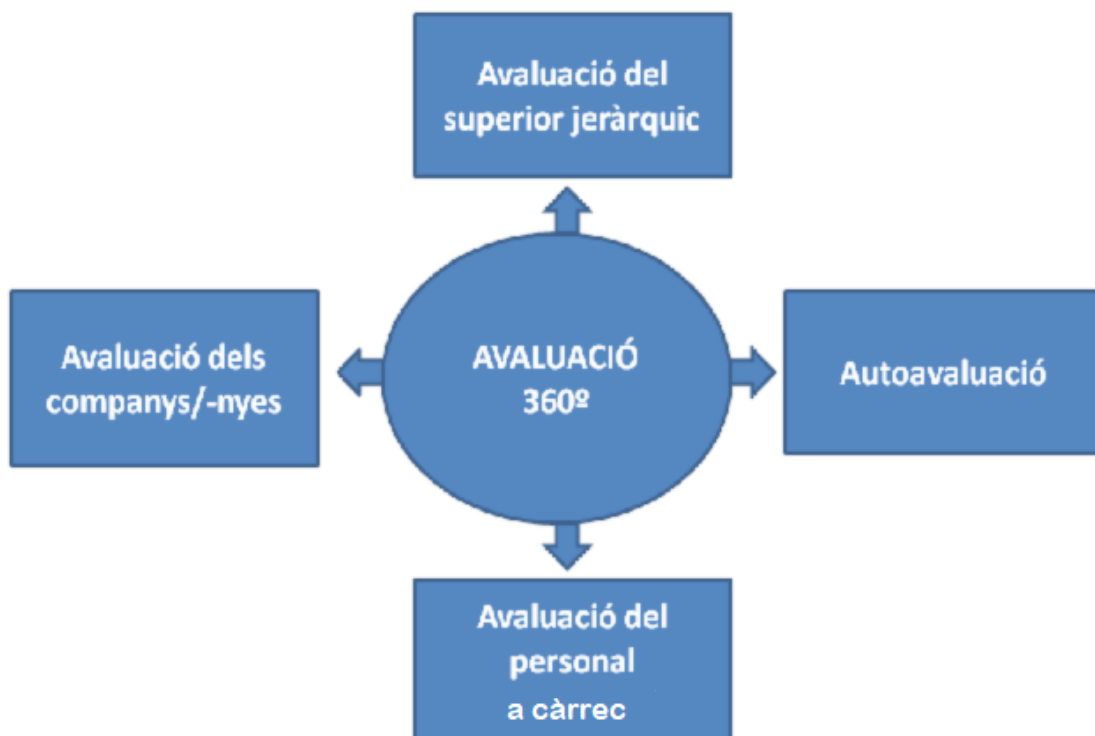 Avaluació del
superior jeràrquic
Avaluació dels
companys/-nyes
AVALUACIÓ
360º
Autoavaluació
Avaluació del
personal
a càrrec